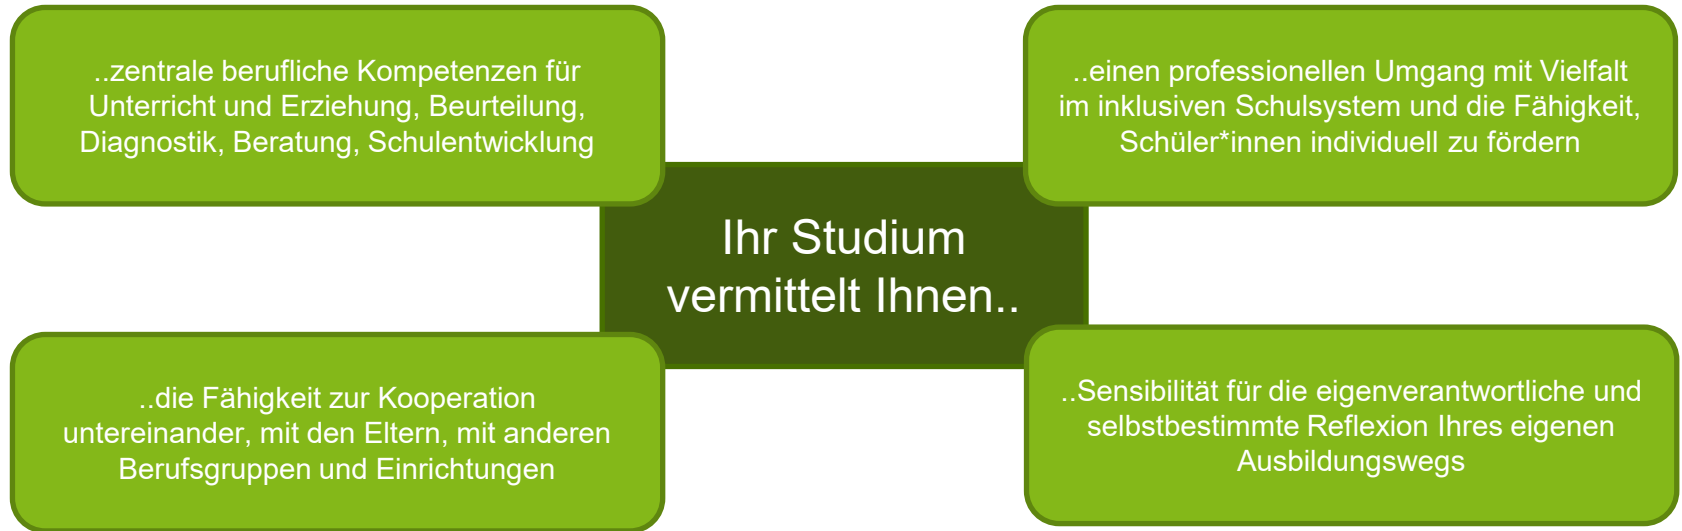 ..zentrale berufliche Kompetenzen für
Unterricht und Erziehung, Beurteilung,
Diagnostik, Beratung, Schulentwicklung
..einen professionellen Umgang mit Vielfalt
im inklusiven Schulsystem und die Fähigkeit,
Schüler*innen individuell zu fördern
Ihr Studium
vermittelt Ihnen..
..die Fähigkeit zur Kooperation
untereinander, mit den Eltern, mit anderen
Berufsgruppen und Einrichtungen
..Sensibilität für die eigenverantwortliche und
selbstbestimmte Reflexion Ihres eigenen
Ausbildungswegs